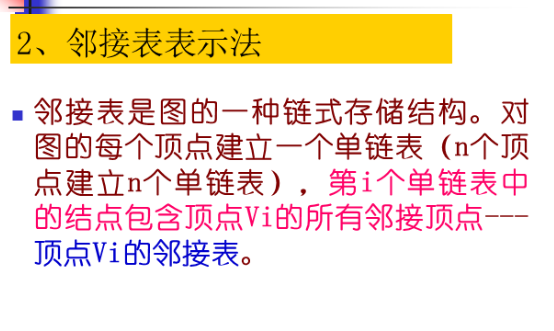 2、邻接表表示法
邻接表是图的一种链式存储结构。对
图的每个顶点建立一个单链表（n个顶
点建立n个单链表），第i个单链表中
的结点包含顶点Vi的所有邻接顶点---
顶点Vi的邻接表。